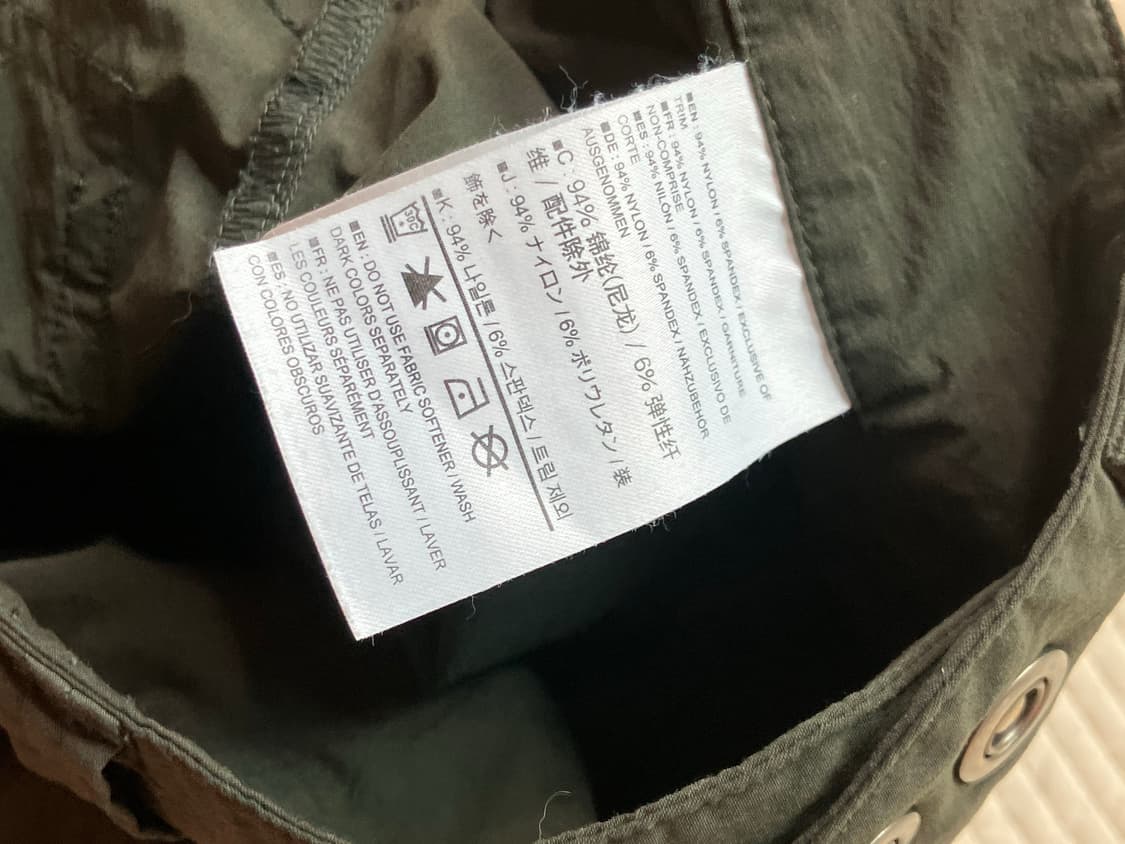 ■EN : 94% NYLON / 6% SPANDEX / EXCLUSIVE OF
TRIM
■FR : 94% NYLON / 6% SPANDEX / GARNITURE
NON-COMPRISE
■ES : 94% NILÓN / 6% SPANDEX / EXCLUSIVO DE
CORTE
■DE : 94% NYLON / 6% SPANDEX / NÄHZUBEHÖR
AUSGENOMMEN
■C : 94% 锦纶(尼龙) / 6% 弹性纤
维 / 配件除外
■J : 94% ナイロン / 6% ポリウレタン / 装
飾を除く
■K : 94% 나일론 / 6% 스판덱스 / 트림 제외
30C
■EN : DO NOT USE FABRIC SOFTENER / WASH
DARK COLORS SEPARATELY
■FR : NE PAS UTILISER D'ASSOUPLISSANT / LAVER
LES COULEURS SÉPARÉMENT
■ES : NO UTILIZAR SUAVIZANTE DE TELAS / LAVAR
CON COLORES OBSCUROS